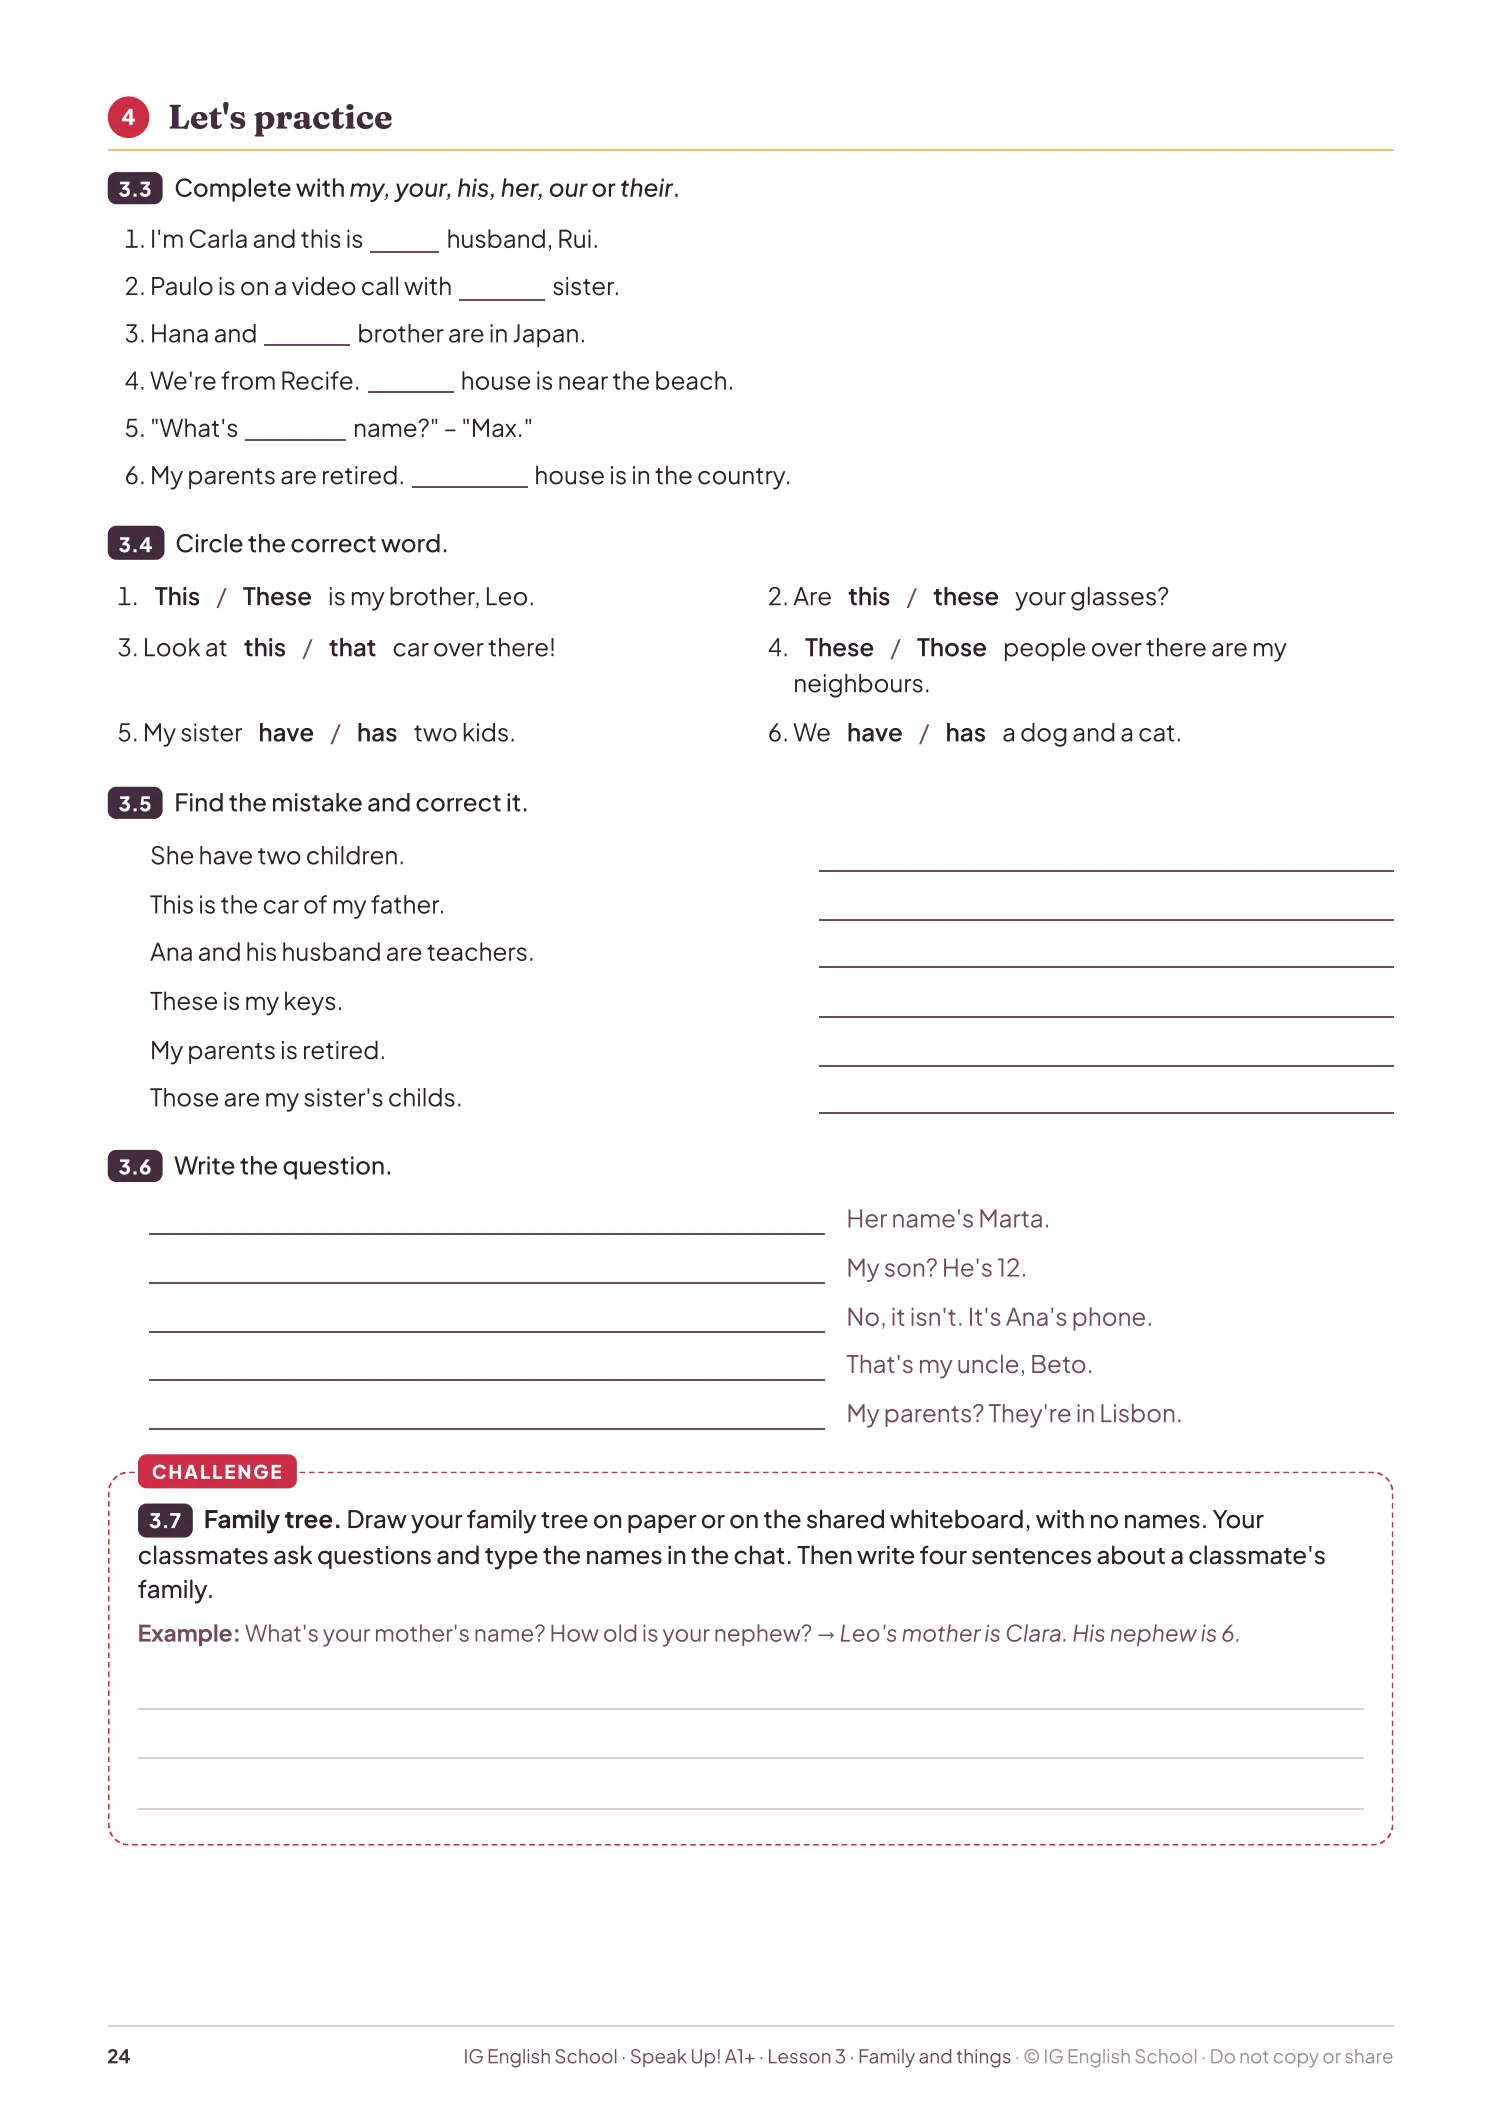 4 Let's practice
3.3 Complete with my, your, his, her, our or their.
1. I'm Carla and this is _____ husband, Rui.
2. Paulo is on a video call with ______ sister.
3. Hana and ______ brother are in Japan.
4. We're from Recife. ______ house is near the beach.
5. "What's _______ name?" – "Max."
6. My parents are retired. ________ house is in the country.
3.4 Circle the correct word.
1. This / These is my brother, Leo.
2. Are this / these your glasses?
3. Look at this / that car over there!
4. These / Those people over there are my
neighbours.
5. My sister have / has two kids.
6. We have / has a dog and a cat.
3.5 Find the mistake and correct it.
She have two children.
This is the car of my father.
Ana and his husband are teachers.
These is my keys.
My parents is retired.
Those are my sister's childs.
3.6 Write the question.
Her name's Marta.
My son? He's 12.
No, it isn't. It's Ana's phone.
That's my uncle, Beto.
My parents? They're in Lisbon.
CHALLENGE
3.7 Family tree. Draw your family tree on paper or on the shared whiteboard, with no names. Your
classmates ask questions and type the names in the chat. Then write four sentences about a classmate's
family.
Example: What's your mother's name? How old is your nephew? → Leo's mother is Clara. His nephew is 6.
24 IG English School · Speak Up! A1+ · Lesson 3 · Family and things · © IG English School · Do not copy or share